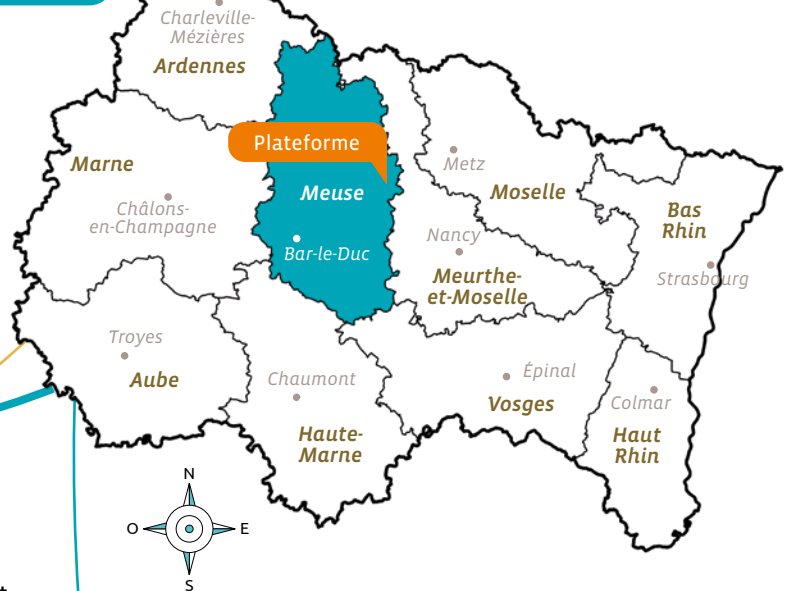 Charleville-
Mézières
Ardennes
Plateforme
Marne
Metz
Meuse
Moselle
Châlons-
en-Champagne
Bas
Rhin
Nancy
Bar-le-Duc
Meurthe-
et-Moselle
Strasbourg
Troyes
Aube
Chaumont
Épinal
Vosges
Colmar
Haute-
Marne
Haut
Rhin
N
O
E
S